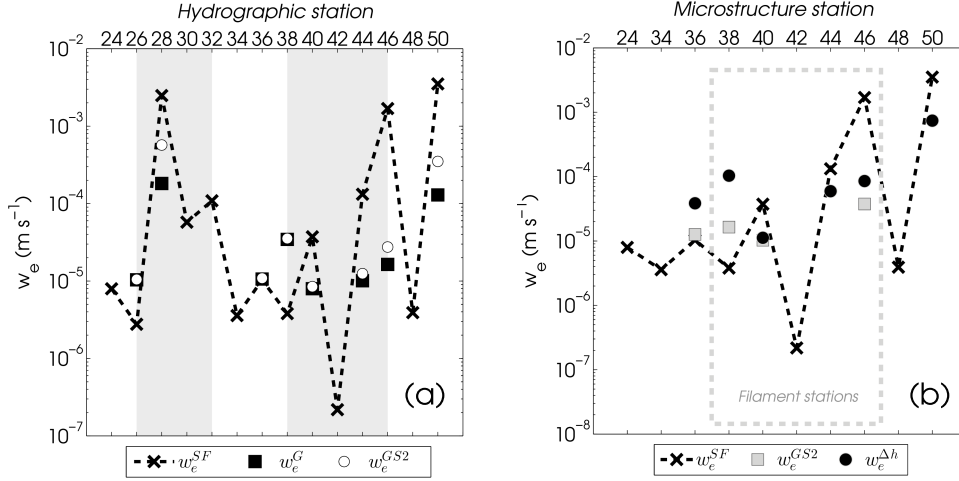 Hydrographic station
24 26 28 30 32 34 36 38 40 42 44 46 48 50
10⁻²
10⁻³
10⁻⁴
10⁻⁵
10⁻⁶
10⁻⁷
w_e (m s⁻¹)
(a)
w_e^{SF} w_e^{G} w_e^{GS2}
Microstructure station
24 34 36 38 40 42 44 46 48 50
10⁻²
10⁻³
10⁻⁴
10⁻⁵
10⁻⁶
10⁻⁷
10⁻⁸
w_e (m s⁻¹)
Filament stations
(b)
w_e^{SF} w_e^{GS2} w_e^{Δh}